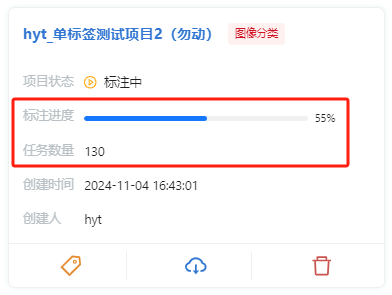 hyt_单标签测试项目2（勿动） 图像分类
项目状态 标注中
标注进度 55%
任务数量 130
创建时间 2024-11-04 16:43:01
创建人 hyt